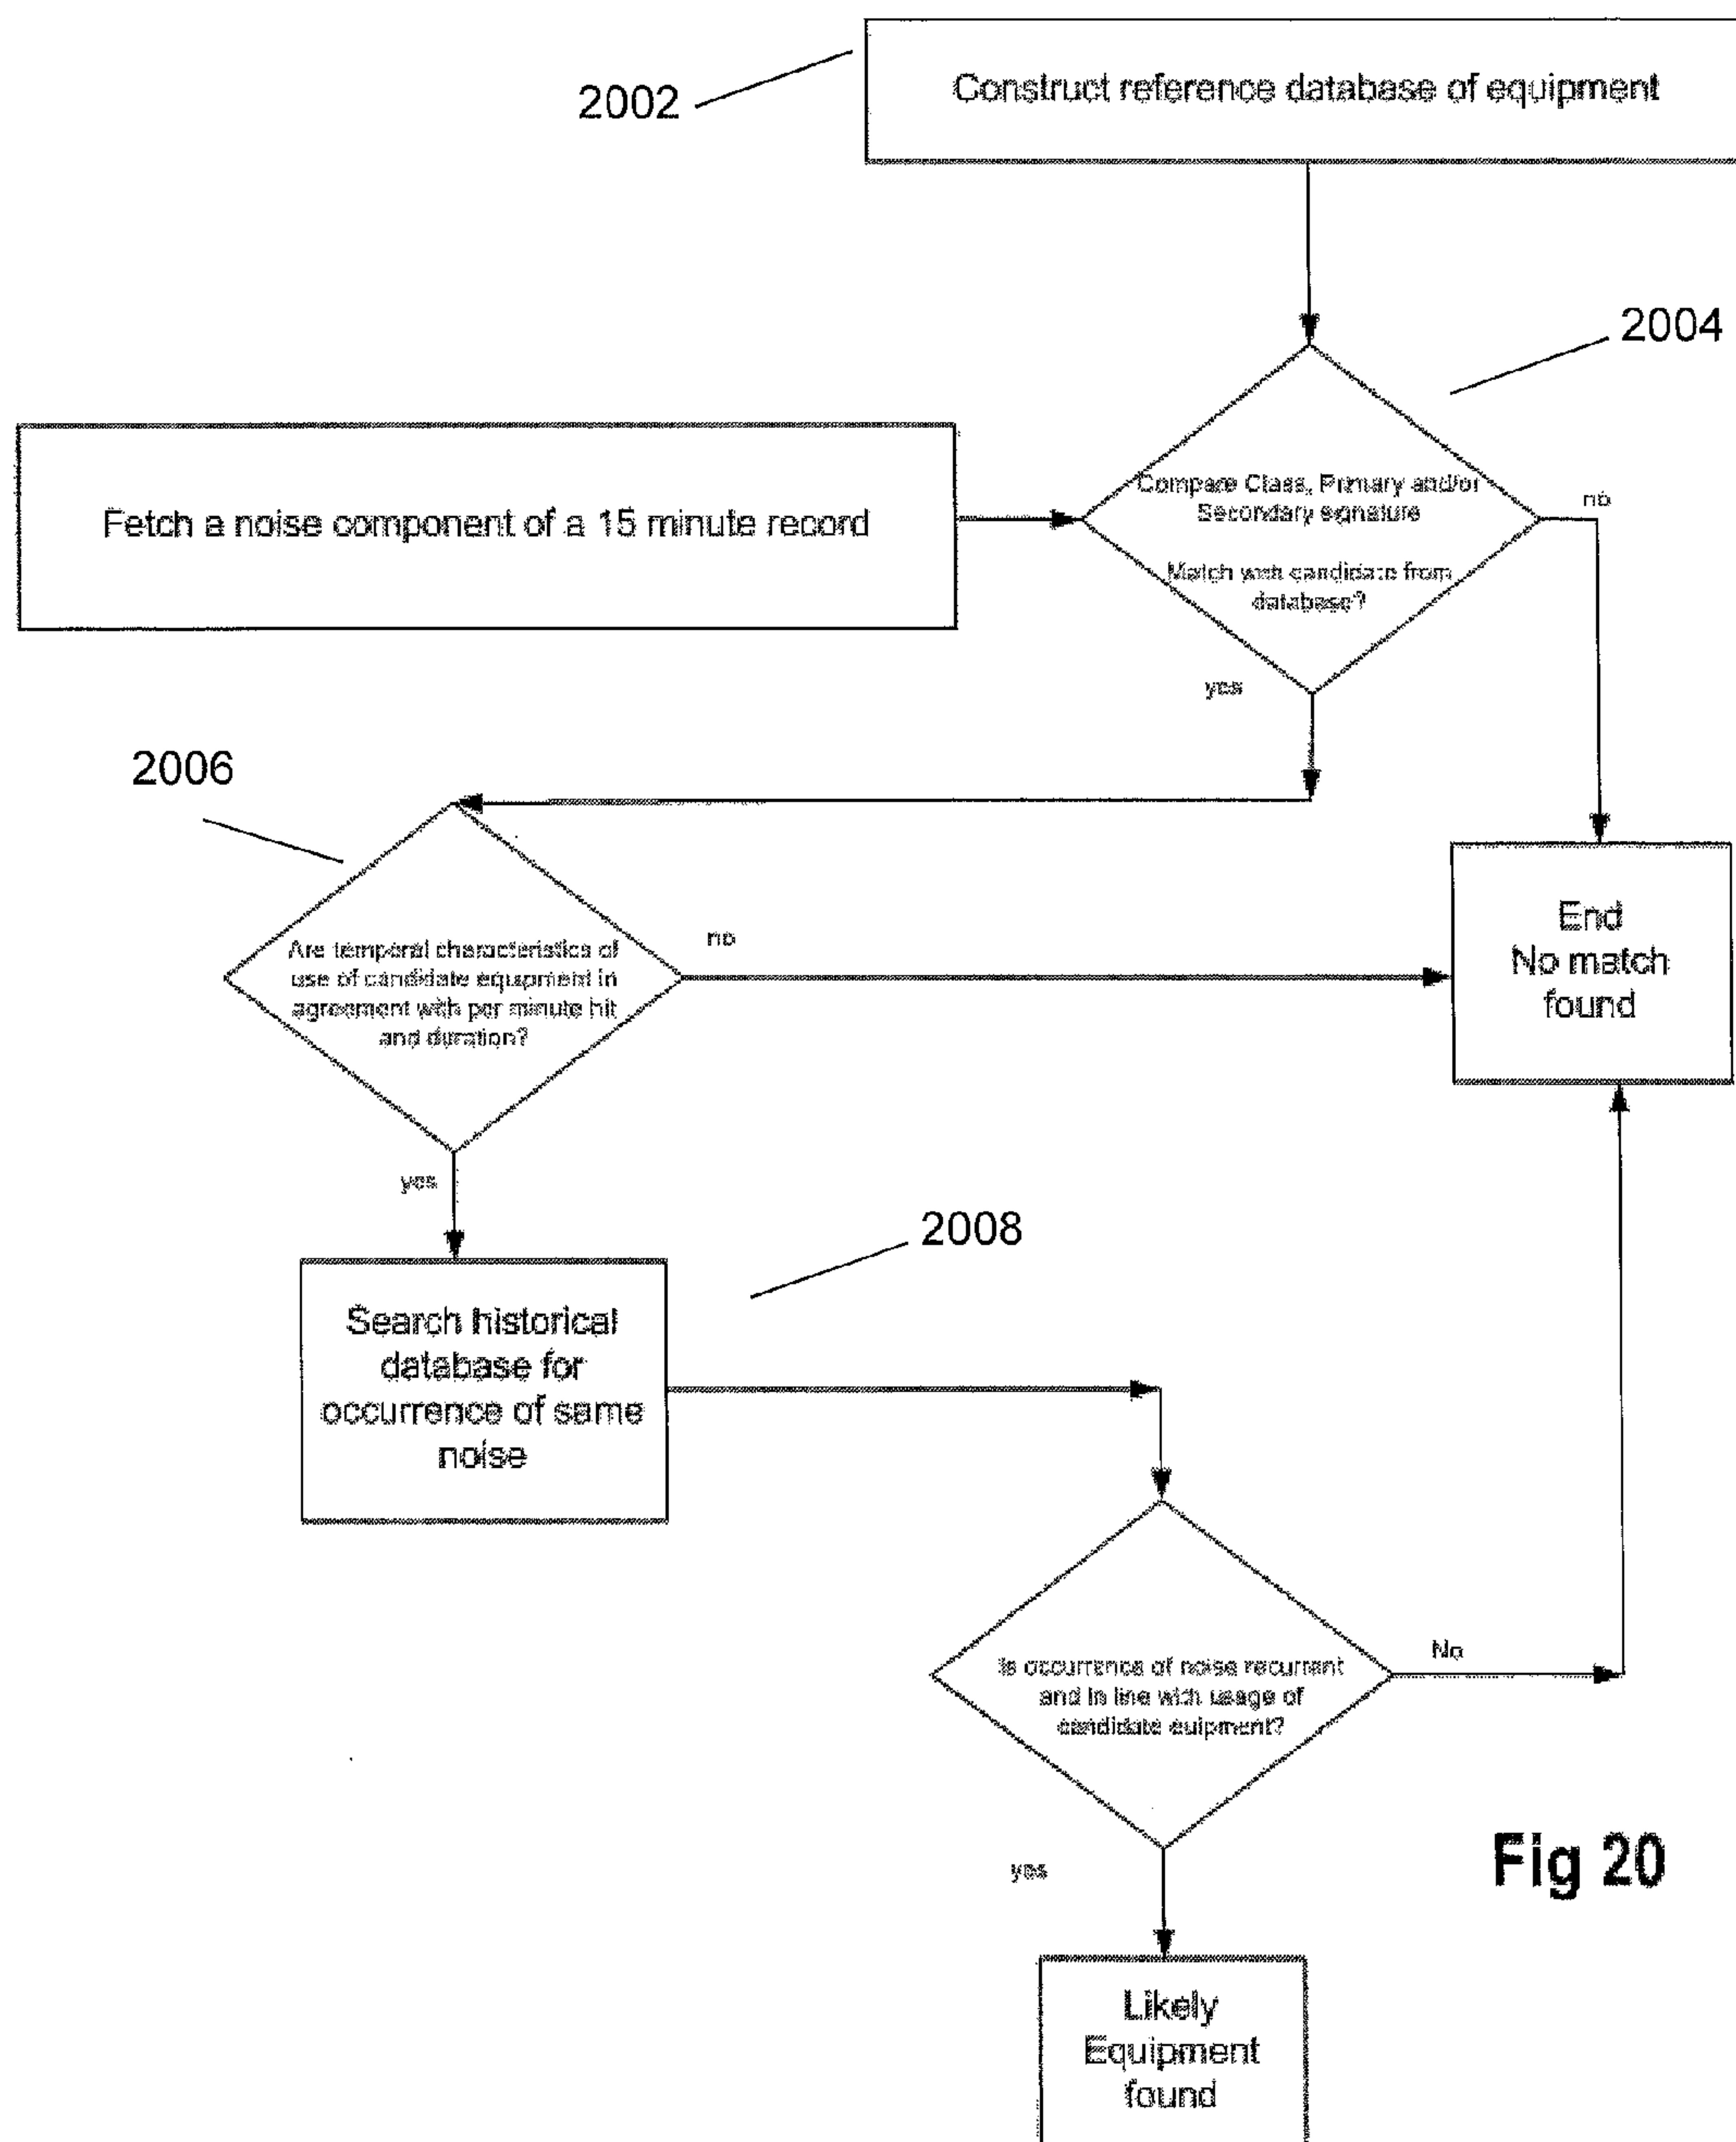 2002
Construct reference database of equipment
2004
Fetch a noise component of a 15 minute record
Compare Class, Primary and/or
Secondary signature
Match with candidate from
database?
no
yes
2006
Are temporal characteristics of
use of candidate equipment in
agreement with per minute hit
and duration?
no
End
No match
found
yes
2008
Search historical
database for
occurrence of same
noise
Is occurrence of noise recurrent
and in line with usage of
candidate euipment?
No
yes
Fig 20
Likely
Equipment
found